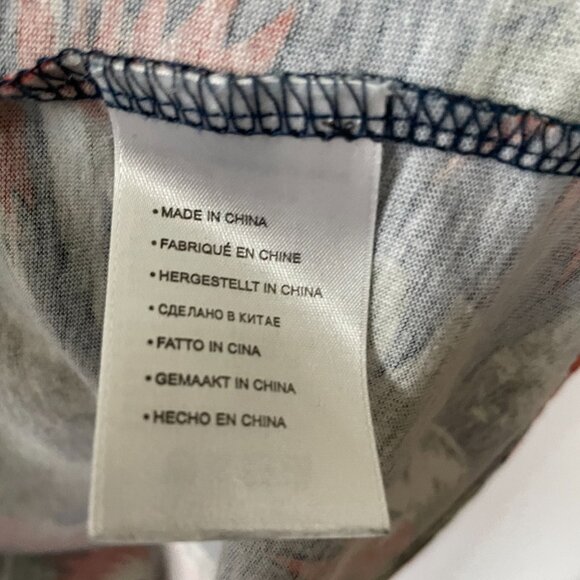 • MADE IN CHINA
• FABRIQUÉ EN CHINE
• HERGESTELLT IN CHINA
• СДЕЛАНО В КИТАЕ
• FATTO IN CINA
• GEMAAKT IN CHINA
• HECHO EN CHINA